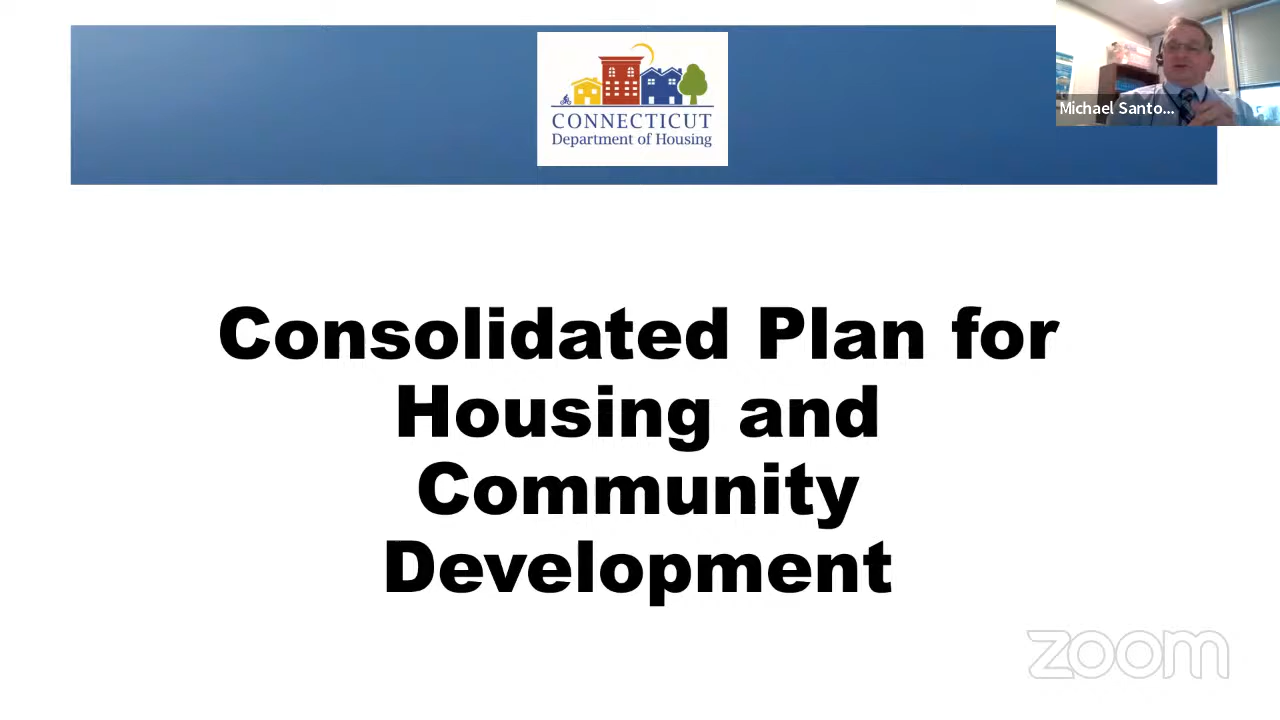 CONNECTICUT
Department of Housing
Michael Santo...
Consolidated Plan for
Housing and
Community
Development
zoom